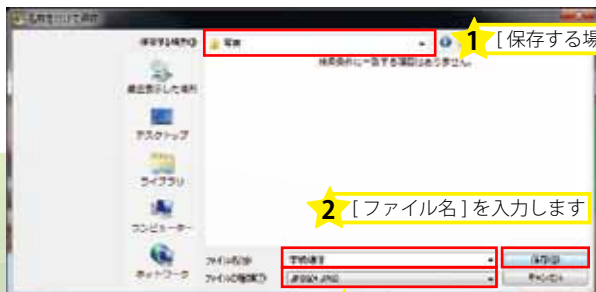 名前を付けて保存
保存する場所(I):
写真
1 [保存する場
検索条件に一致する項目はありません。
最近表示した場所
デスクトップ
ライブラリ
2 [ファイル名]を入力します
コンピューター
ネットワーク
ファイル名(N):
保存(S)
ファイルの種類(T):
キャンセル